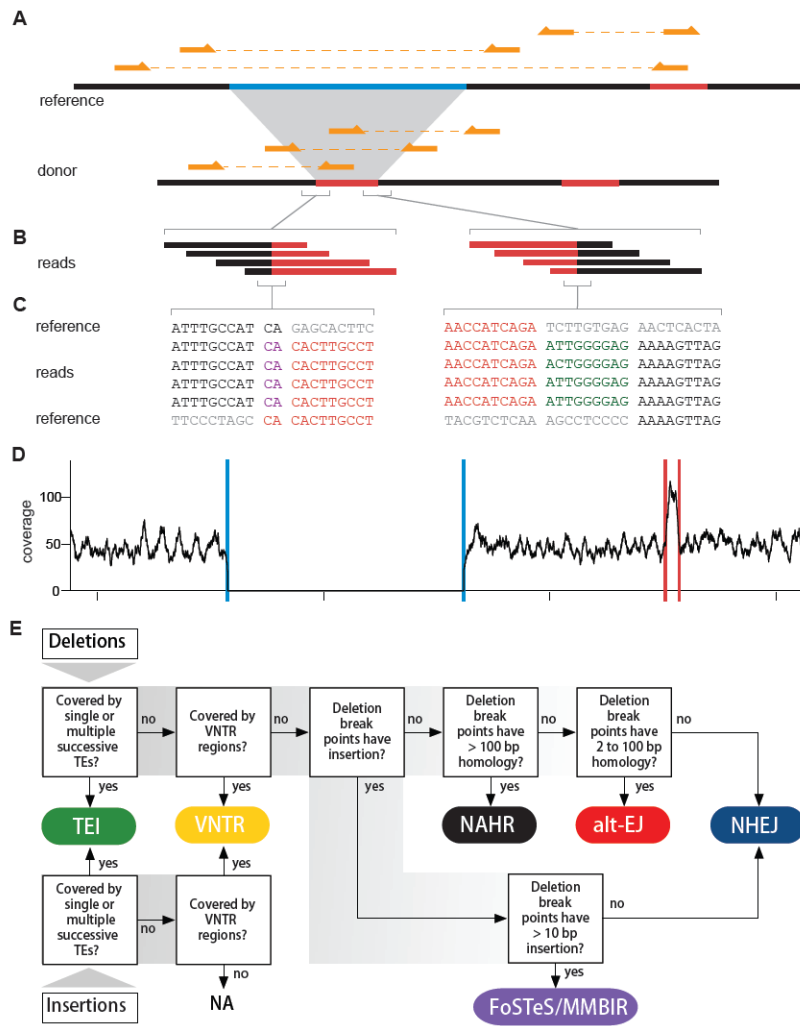 A
reference
donor
B
reads
C
reference ATTTGCCAT CA GAGCACTTC AACCATCAGA TCTTGTGAG AACTCACTA
ATTTGCCAT CA CACTTGCCT AACCATCAGA ATTGGGGAG AAAAGTTAG
reads ATTTGCCAT CA CACTTGCCT AACCATCAGA ACTGGGGAG AAAAGTTAG
ATTTGCCAT CA CACTTGCCT AACCATCAGA ATTGGGGAG AAAAGTTAG
ATTTGCCAT CA CACTTGCCT AACCATCAGA ATTGGGGAG AAAAGTTAG
reference TTCCCTAGC CA CACTTGCCT TACGTCTCAA AGCCTCCCC AAAAGTTAG
D
coverage
100
50
0
E
Deletions
Covered by
single or
multiple
successive
TEs?
no
yes
Covered by
VNTR
regions?
no
yes
Deletion
break
points have
insertion?
no
yes
Deletion
break
points have
> 100 bp
homology?
no
yes
Deletion
break
points have
2 to 100 bp
homology?
no
yes
TEI
VNTR
NAHR
alt-EJ
NHEJ
yes
Covered by
single or
multiple
successive
TEs?
no
yes
Covered by
VNTR
regions?
no
NA
Deletion
break
points have
> 10 bp
insertion?
no
yes
FoSTeS/MMBIR
Insertions